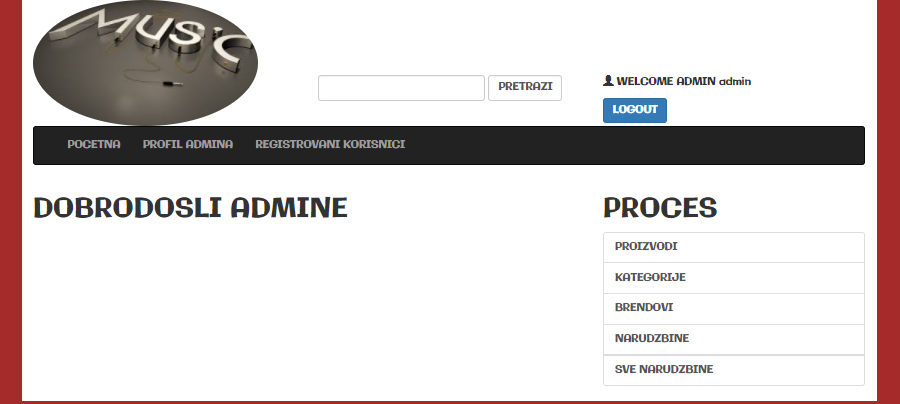 MUSIC
PRETRAZI
WELCOME ADMIN admin
LOGOUT
POCETNA PROFIL ADMINA REGISTROVANI KORISNICI
DOBRODOSLI ADMINE
PROCES
PROIZVODI
KATEGORIJE
BRENDOVI
NARUDZBINE
SVE NARUDZBINE